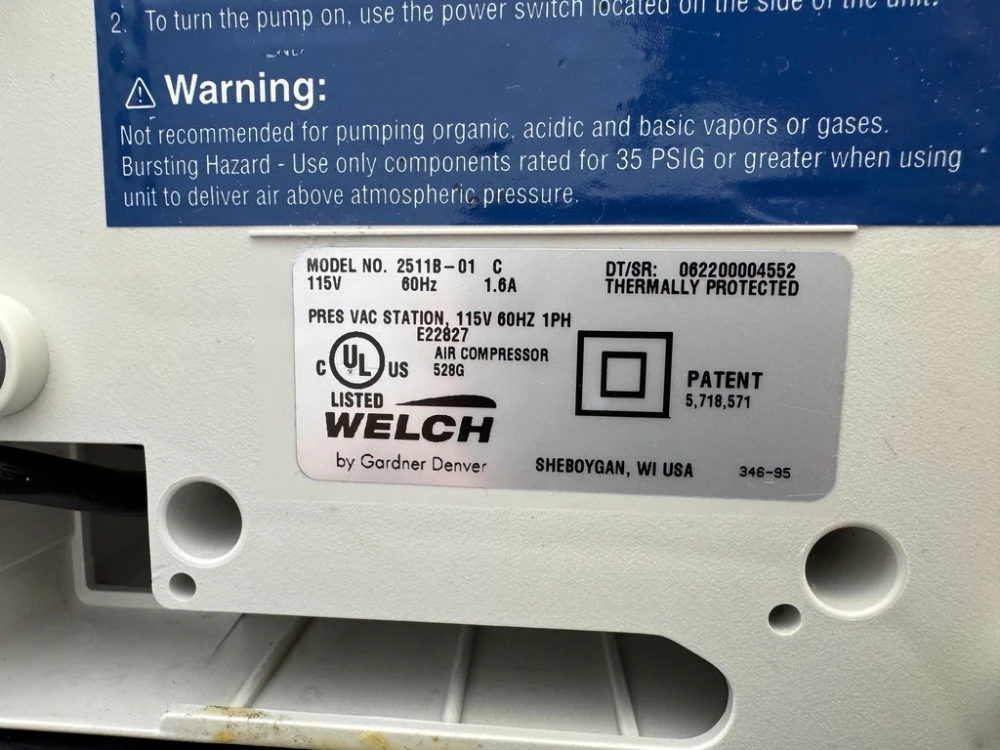 2. To turn the pump on, use the power switch located on the side of the unit.
Warning:
Not recommended for pumping organic, acidic and basic vapors or gases.
Bursting Hazard - Use only components rated for 35 PSIG or greater when using
unit to deliver air above atmospheric pressure.
MODEL NO. 2511B-01 C DT/SR: 062200004552
115V 60Hz 1.6A THERMALLY PROTECTED
PRES VAC STATION, 115V 60HZ 1PH
E22827
AIR COMPRESSOR
C UL US 528G
LISTED
PATENT
5,718,571
WELCH
by Gardner Denver SHEBOYGAN, WI USA 346-95